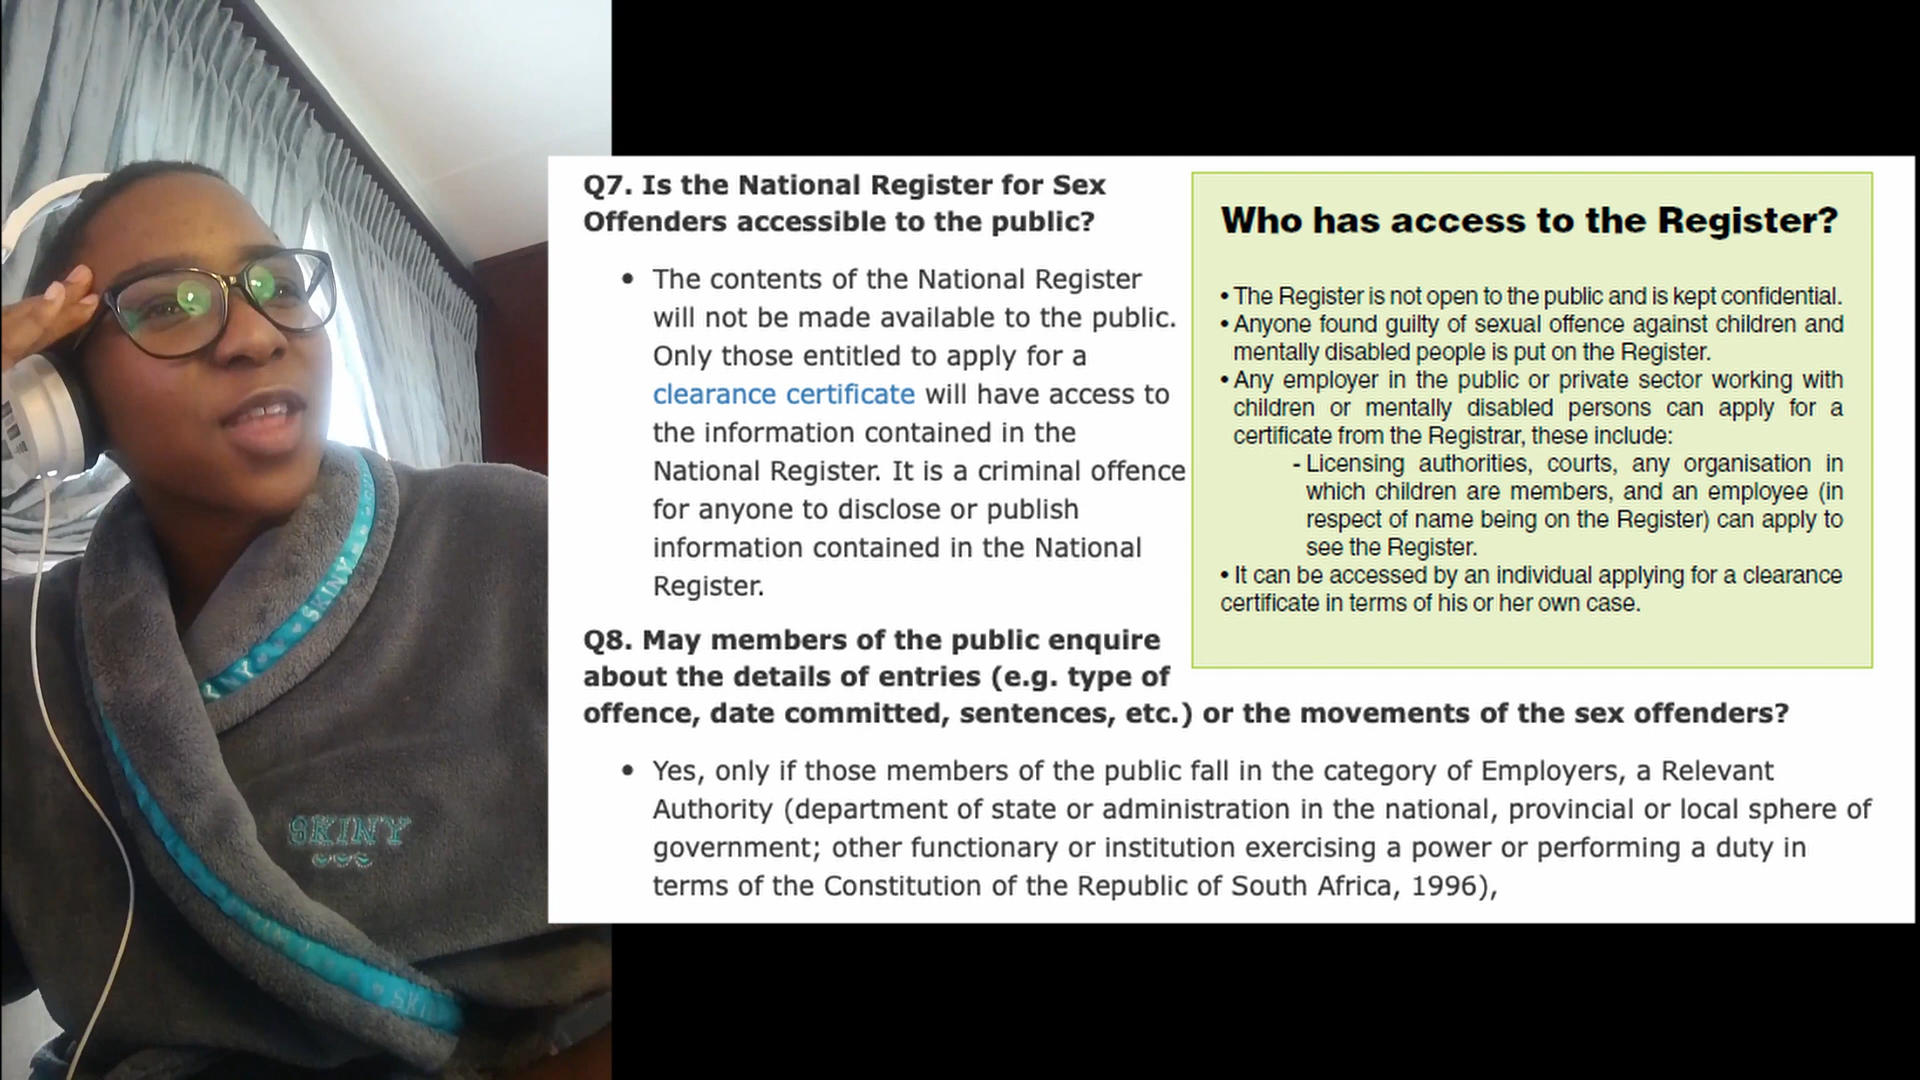 Q7. Is the National Register for Sex
Offenders accessible to the public?
• The contents of the National Register
will not be made available to the public.
Only those entitled to apply for a
clearance certificate will have access to
the information contained in the
National Register. It is a criminal offence
for anyone to disclose or publish
information contained in the National
Register.
Q8. May members of the public enquire
about the details of entries (e.g. type of
offence, date committed, sentences, etc.) or the movements of the sex offenders?
• Yes, only if those members of the public fall in the category of Employers, a Relevant
Authority (department of state or administration in the national, provincial or local sphere of
government; other functionary or institution exercising a power or performing a duty in
terms of the Constitution of the Republic of South Africa, 1996),
Who has access to the Register?
• The Register is not open to the public and is kept confidential.
• Anyone found guilty of sexual offence against children and
mentally disabled people is put on the Register.
• Any employer in the public or private sector working with
children or mentally disabled persons can apply for a
certificate from the Registrar, these include:
- Licensing authorities, courts, any organisation in
which children are members, and an employee (in
respect of name being on the Register) can apply to
see the Register.
• It can be accessed by an individual applying for a clearance
certificate in terms of his or her own case.
SKINY
SKINY